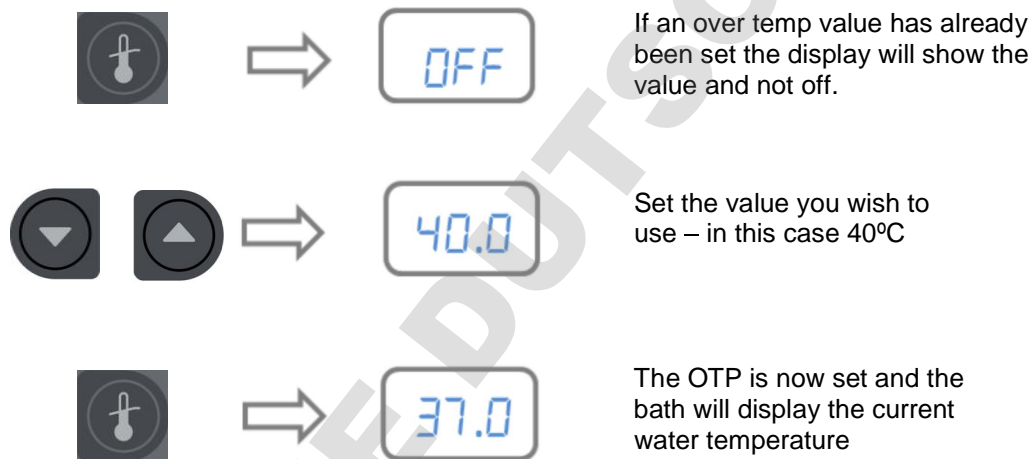 OFF
If an over temp value has already
been set the display will show the
value and not off.
40.0
Set the value you wish to
use – in this case 40ºC
37.0
The OTP is now set and the
bath will display the current
water temperature